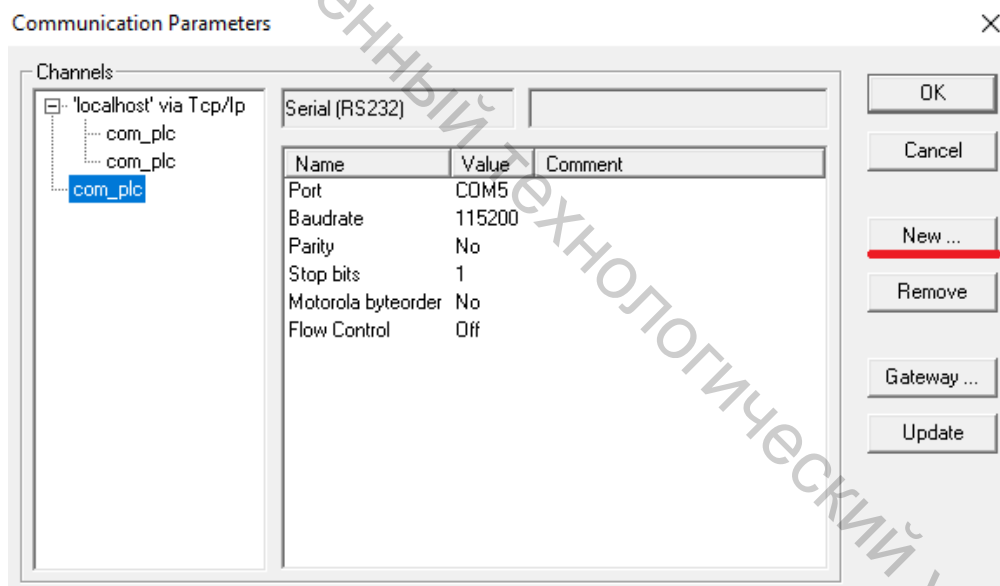 Communication Parameters
Channels
'localhost' via Tcp/Ip
com_plc
com_plc
com_plc
Serial (RS232)
Name Value Comment
Port COM5
Baudrate 115200
Parity No
Stop bits 1
Motorola byteorder No
Flow Control Off
OK
Cancel
New ...
Remove
Gateway ...
Update
технологический